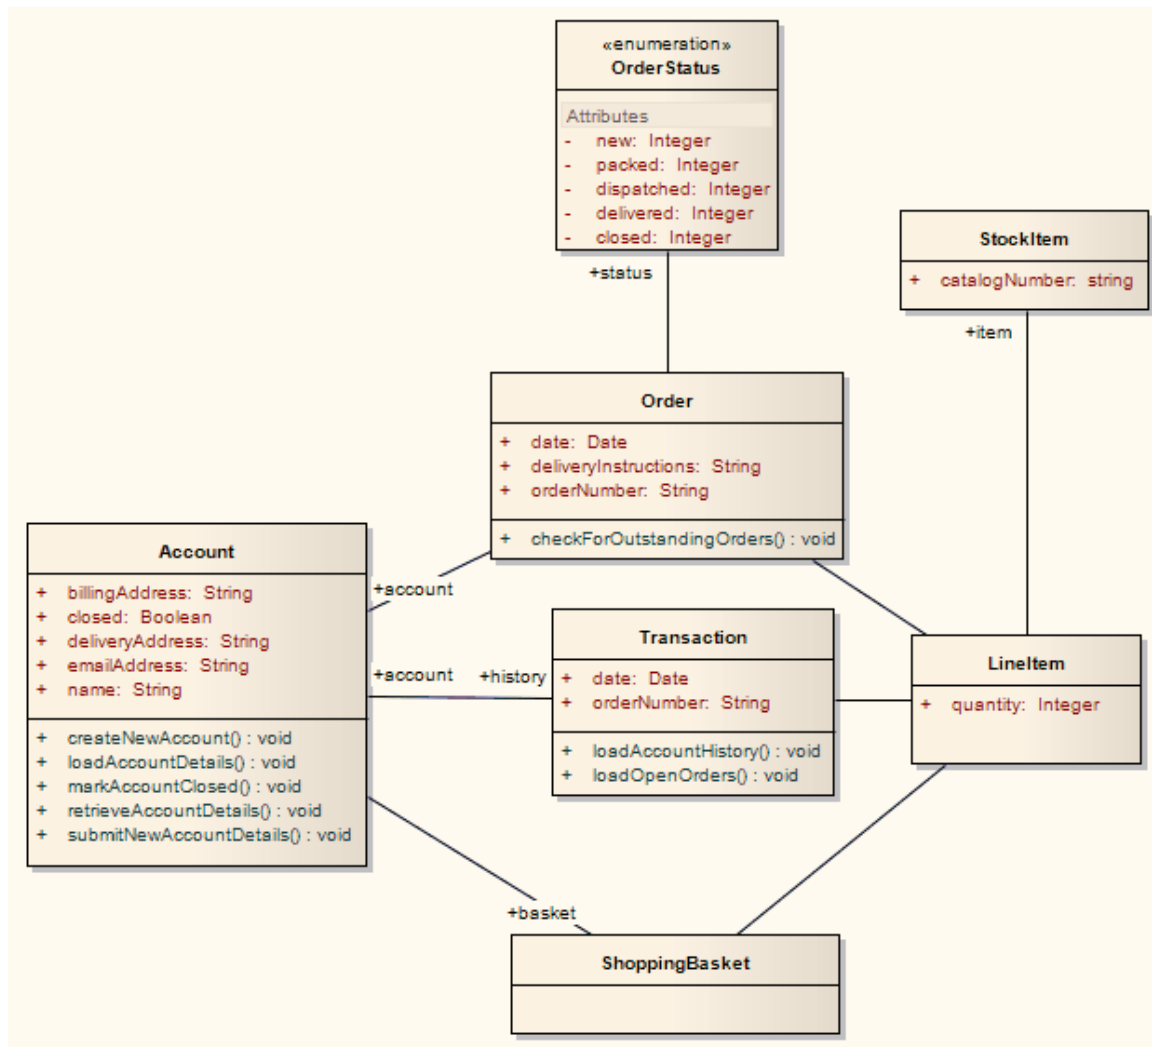 «enumeration»
OrderStatus
Attributes
- new: Integer
- packed: Integer
- dispatched: Integer
- delivered: Integer
- closed: Integer
+status
StockItem
+ catalogNumber: string
+item
Order
+ date: Date
+ deliveryInstructions: String
+ orderNumber: String
+ checkForOutstandingOrders() : void
Account
+ billingAddress: String
+ closed: Boolean
+ deliveryAddress: String
+ emailAddress: String
+ name: String
+ createNewAccount() : void
+ loadAccountDetails() : void
+ markAccountClosed() : void
+ retrieveAccountDetails() : void
+ submitNewAccountDetails() : void
+account
+account
+history
Transaction
+ date: Date
+ orderNumber: String
+ loadAccountHistory() : void
+ loadOpenOrders() : void
LineItem
+ quantity: Integer
+basket
ShoppingBasket